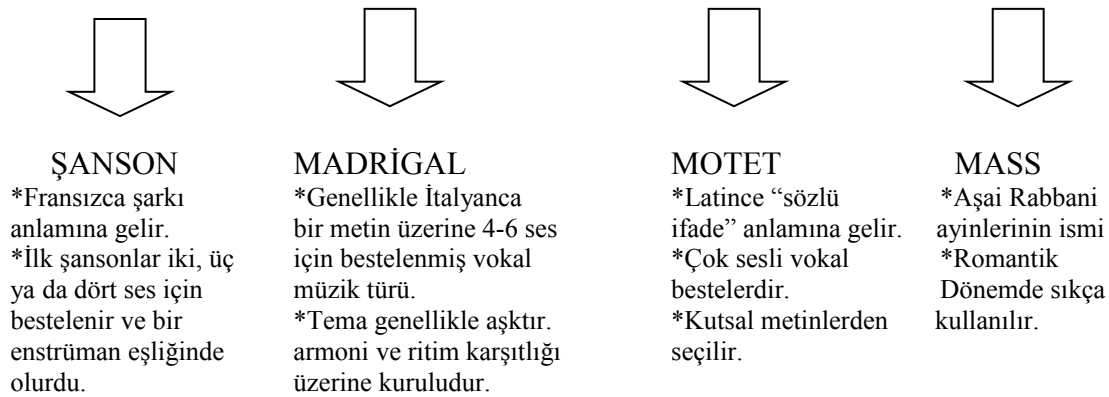 ŞANSON
*Fransızca şarkı
anlamına gelir.
*İlk şansonlar iki, üç
ya da dört ses için
bestelenir ve bir
enstrüman eşliğinde
olurdu.
MADRİGAL
*Genellikle İtalyanca
bir metin üzerine 4-6 ses
için bestelenmiş vokal
müzik türü.
*Tema genellikle aşktır.
armoni ve ritim karşıtlığı
üzerine kuruludur.
MOTET
*Latince “sözlü
ifade” anlamına gelir.
*Çok sesli vokal
bestelerdir.
*Kutsal metinlerden
seçilir.
MASS
*Aşai Rabbani
ayinlerinin ismi
*Romantik
Dönemde sıkça
kullanılır.